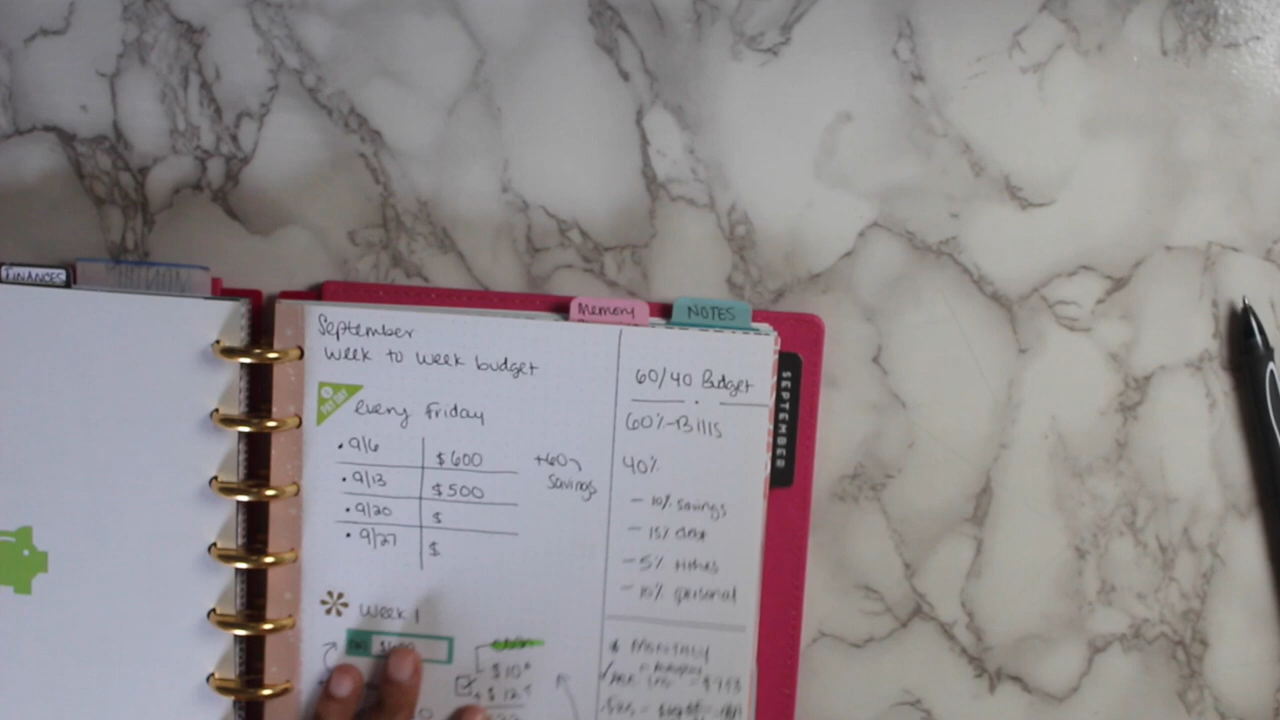 FINANCES
Memory
NOTES
SEPTEMBER
September
Week to week budget
PAY DAY
every Friday
• 9/6 $600
+60 Savings
• 9/13 $500
• 9/20 $
• 9/27 $
Week 1
60/40 Budget
60%-Bills
40%
- 10% savings
- 15% debt
- 5% tithes
- 10% personal